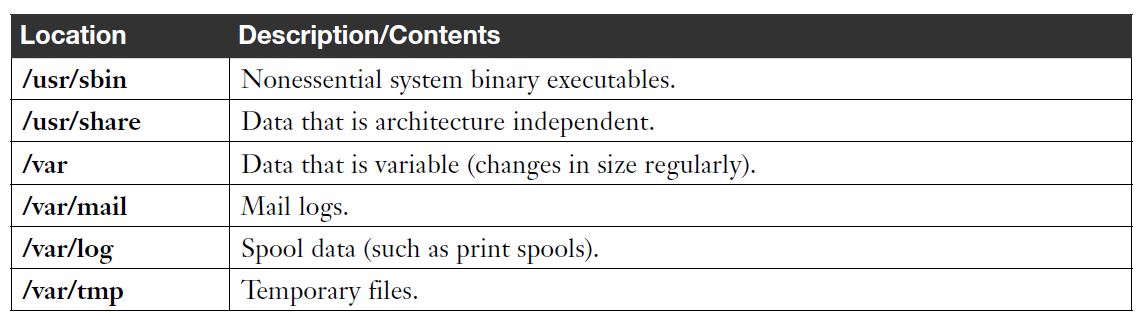 Location Description/Contents
/usr/sbin Nonessential system binary executables.
/usr/share Data that is architecture independent.
/var Data that is variable (changes in size regularly).
/var/mail Mail logs.
/var/log Spool data (such as print spools).
/var/tmp Temporary files.